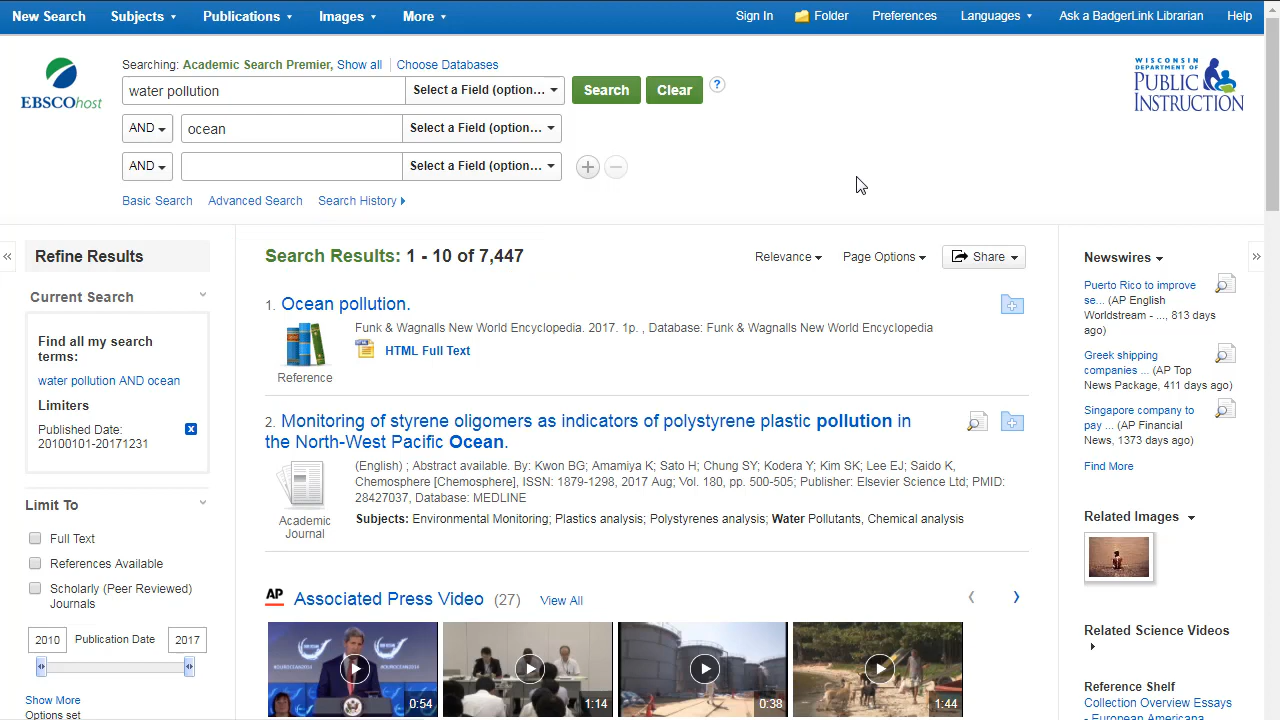 New Search Subjects Publications Images More Sign In Folder Preferences Languages Ask a BadgerLink Librarian Help
EBSCOhost
Searching: Academic Search Premier, Show all Choose Databases
water pollution Select a Field (option... Search Clear ?
AND ocean Select a Field (option...
AND Select a Field (option... + −
Basic Search Advanced Search Search History
WISCONSIN
DEPARTMENT OF
PUBLIC
INSTRUCTION
«
Refine Results
Current Search
Find all my search
terms:
water pollution AND ocean
Limiters
Published Date:
20100101-20171231 x
Limit To
Full Text
References Available
Scholarly (Peer Reviewed)
Journals
2010 Publication Date 2017
Show More
Options set
Search Results: 1 - 10 of 7,447 Relevance Page Options Share
1. Ocean pollution.
Funk & Wagnalls New World Encyclopedia. 2017. 1p. , Database: Funk & Wagnalls New World Encyclopedia
HTML Full Text
Reference
2. Monitoring of styrene oligomers as indicators of polystyrene plastic pollution in
the North-West Pacific Ocean.
(English) ; Abstract available. By: Kwon BG; Amamiya K; Sato H; Chung SY; Kodera Y; Kim SK; Lee EJ; Saido K,
Chemosphere [Chemosphere], ISSN: 1879-1298, 2017 Aug; Vol. 180, pp. 500-505; Publisher: Elsevier Science Ltd; PMID:
28427037, Database: MEDLINE
Subjects: Environmental Monitoring; Plastics analysis; Polystyrenes analysis; Water Pollutants, Chemical analysis
Academic
Journal
AP Associated Press Video (27) View All ‹ ›
0:54 1:14 0:38 1:44
»
Newswires
Puerto Rico to improve
se... (AP English
Worldstream - ..., 813 days
ago)
Greek shipping
companies ... (AP Top
News Package, 411 days ago)
Singapore company to
pay ... (AP Financial
News, 1373 days ago)
Find More
Related Images
Related Science Videos
Reference Shelf
Collection Overview Essays
- European Americana